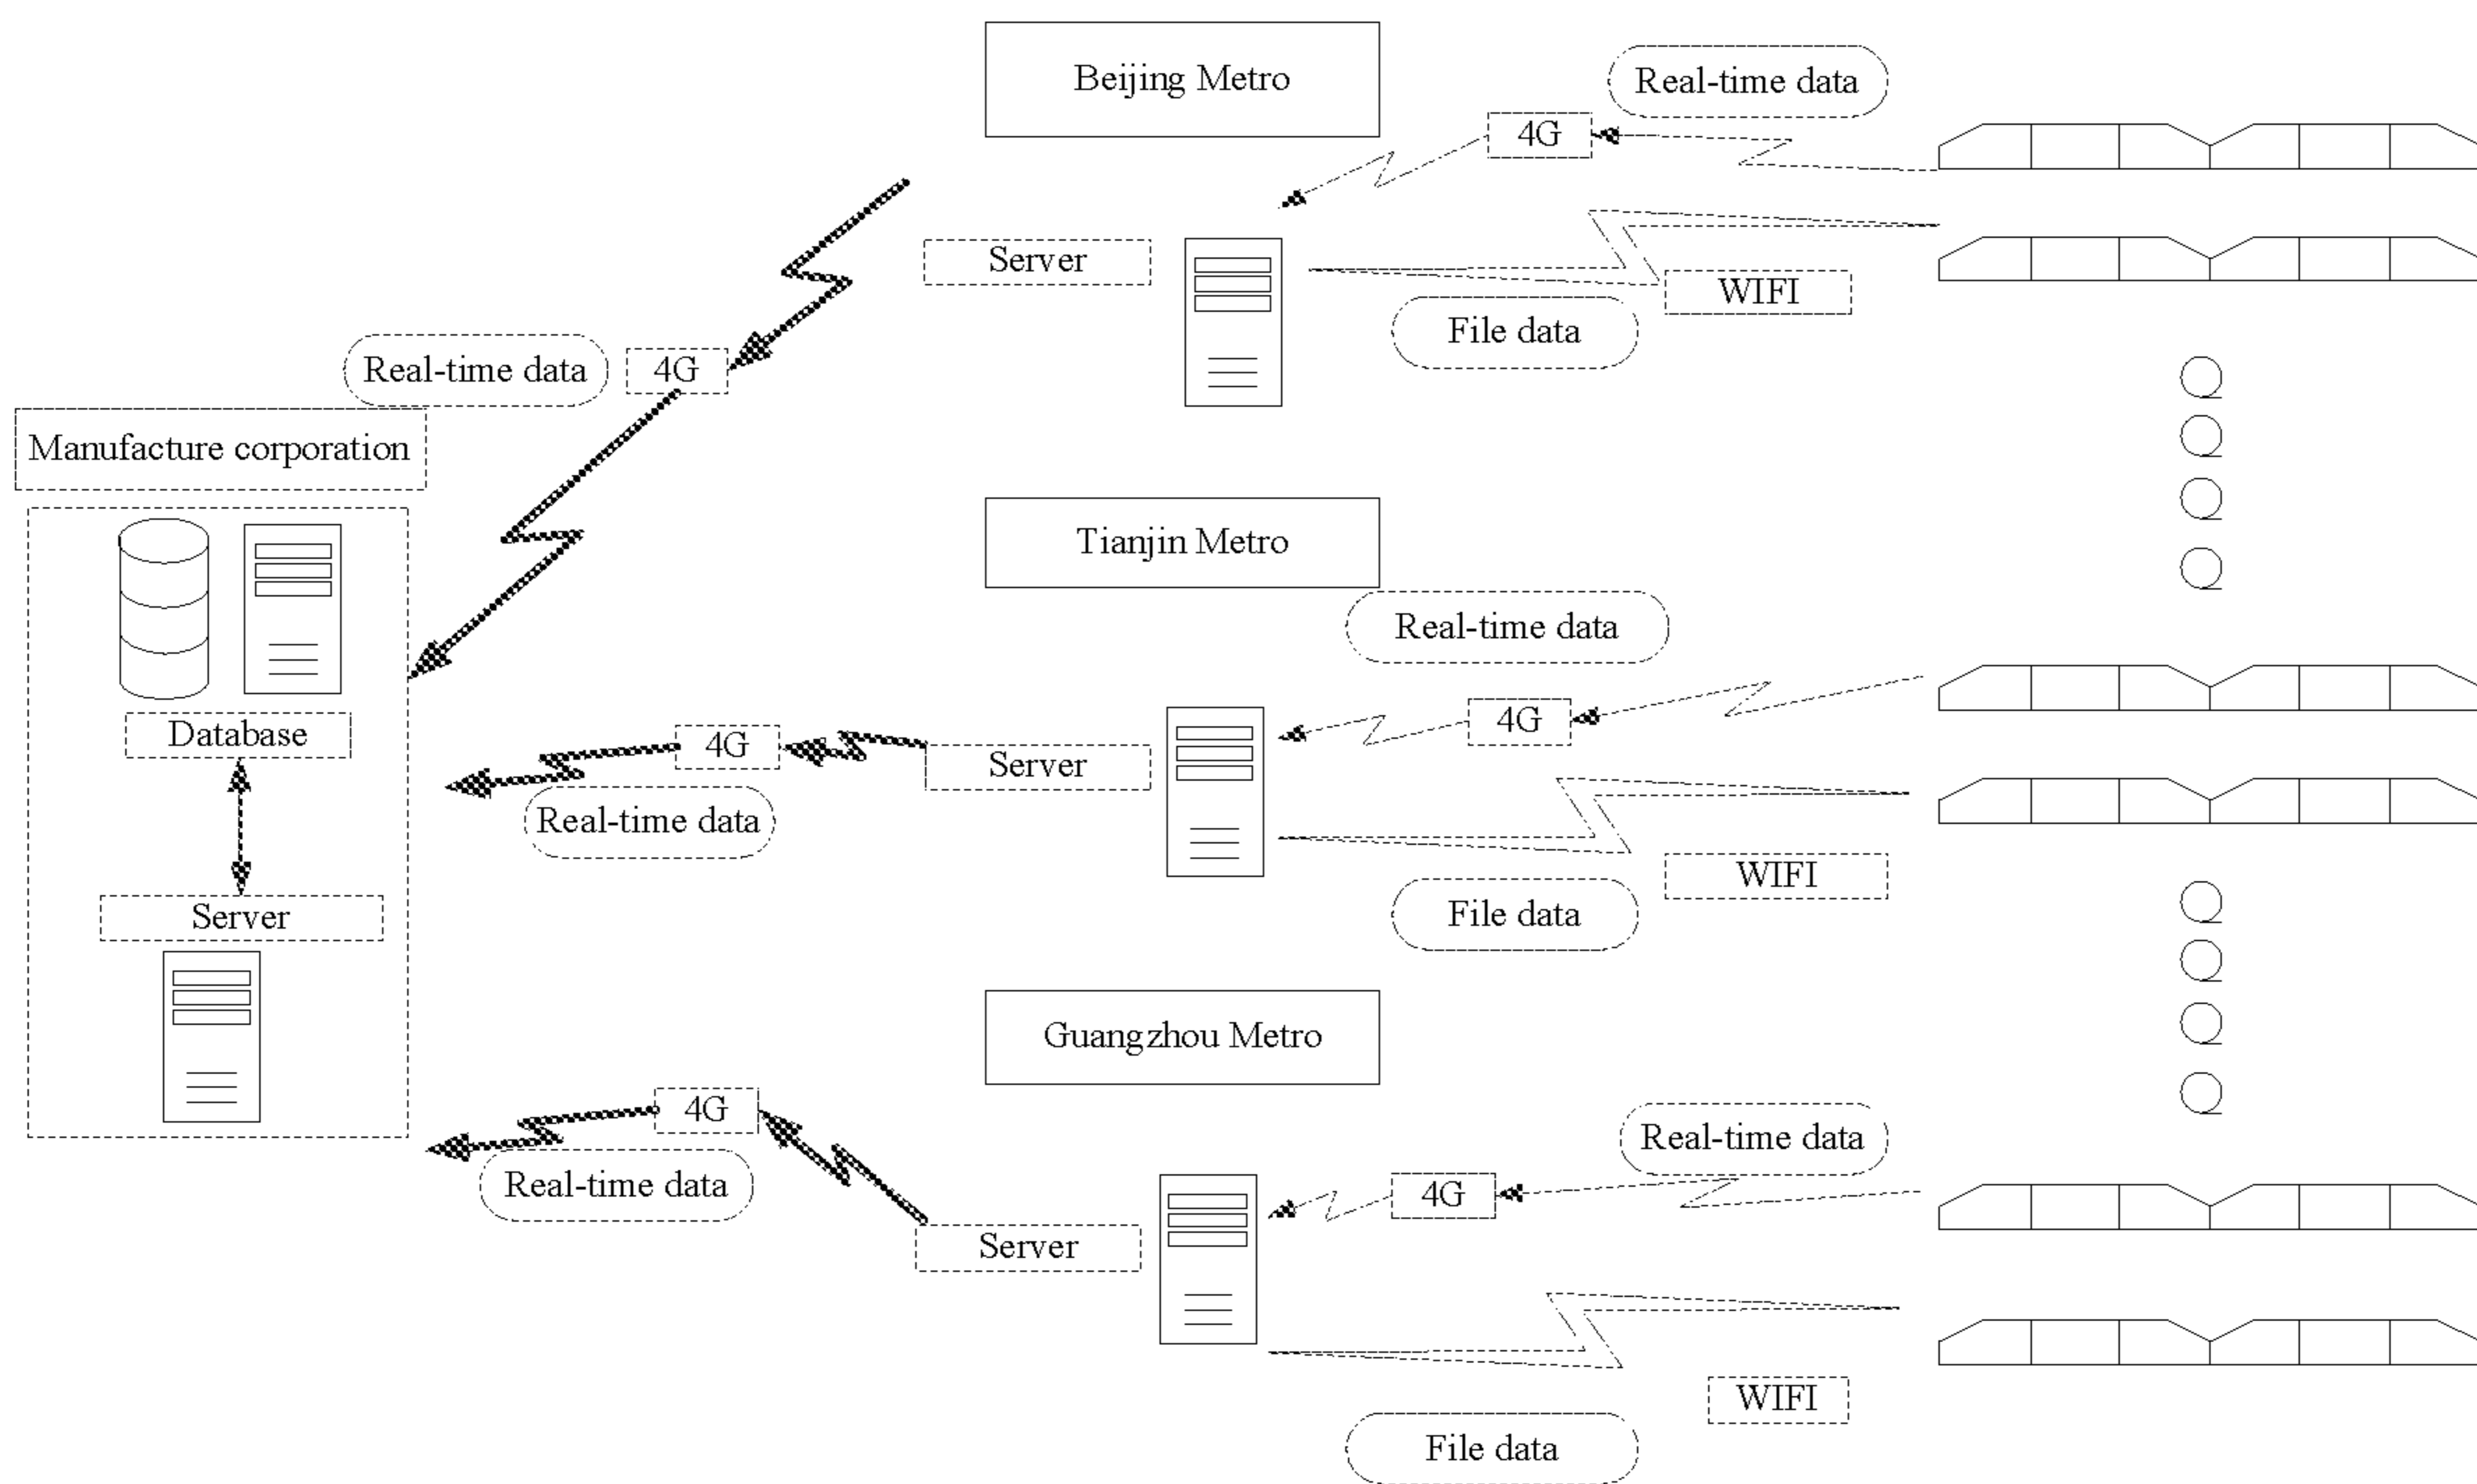 Beijing Metro
Real-time data
4G
Server
WIFI
File data
Real-time data
4G
Manufacture corporation
Tianjin Metro
Real-time data
4G
Database
4G
Server
Real-time data
WIFI
File data
Server
Guangzhou Metro
4G
Real-time data
Real-time data
4G
Server
WIFI
File data